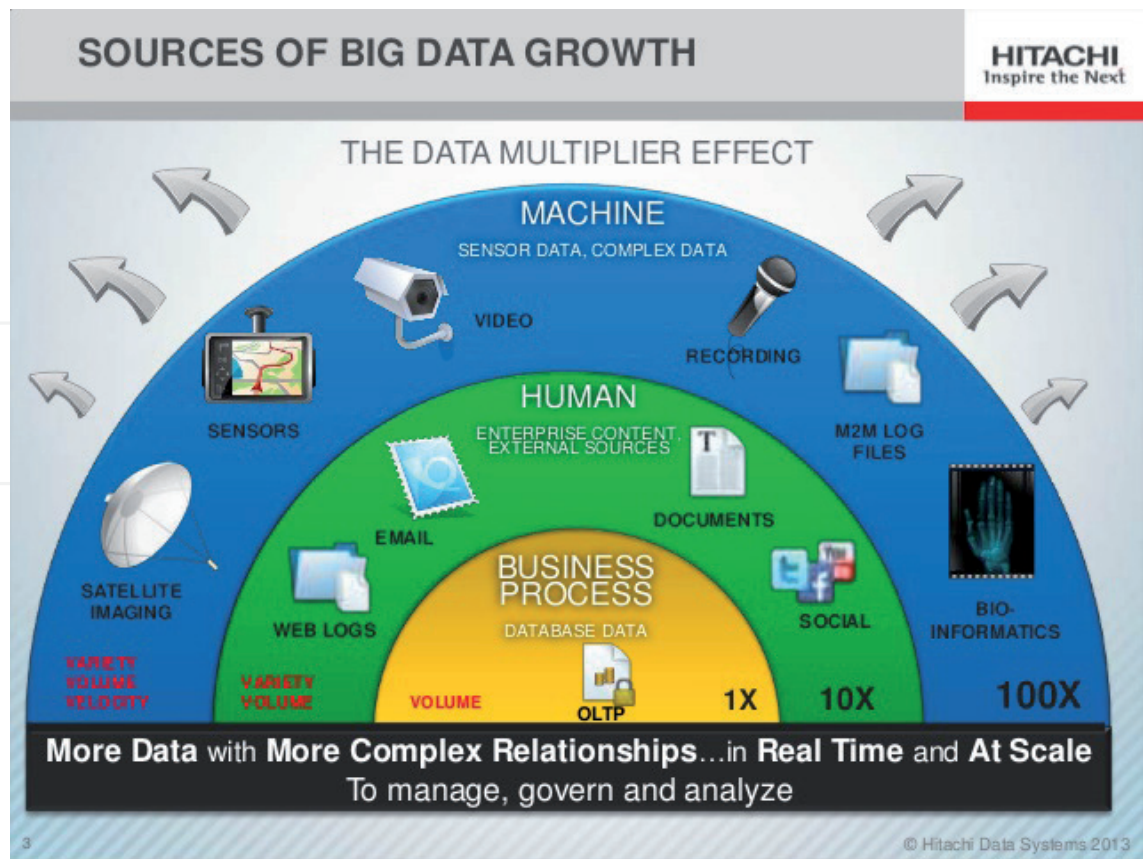 SOURCES OF BIG DATA GROWTH
HITACHI
Inspire the Next
THE DATA MULTIPLIER EFFECT
MACHINE
SENSOR DATA, COMPLEX DATA
VIDEO
RECORDING
SENSORS
M2M LOG
FILES
SATELLITE
IMAGING
BIO-
INFORMATICS
HUMAN
ENTERPRISE CONTENT,
EXTERNAL SOURCES
T
EMAIL
DOCUMENTS
WEB LOGS
SOCIAL
BUSINESS
PROCESS
DATABASE DATA
OLTP
VARIETY
VOLUME
VELOCITY
VARIETY
VOLUME
VOLUME
1X
10X
100X
More Data with More Complex Relationships...in Real Time and At Scale
To manage, govern and analyze
3
© Hitachi Data Systems 2013